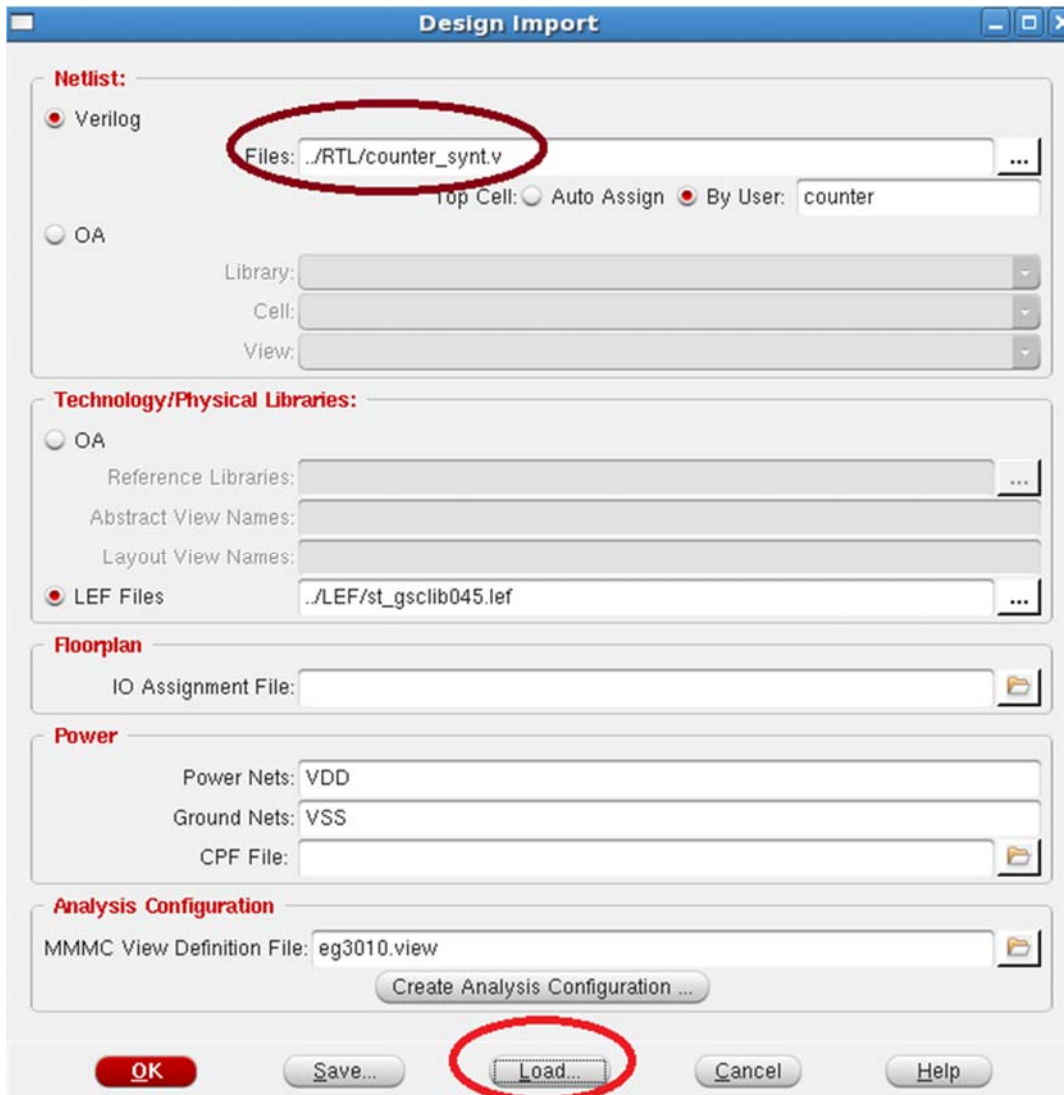 Design Import
Netlist:
Verilog
Files: ../RTL/counter_synt.v ...
Top Cell: Auto Assign By User: counter
OA
Library:
Cell:
View:
Technology/Physical Libraries:
OA
Reference Libraries: ...
Abstract View Names:
Layout View Names:
LEF Files ../LEF/st_gsclib045.lef ...
Floorplan
IO Assignment File:
Power
Power Nets: VDD
Ground Nets: VSS
CPF File:
Analysis Configuration
MMMC View Definition File: eg3010.view
Create Analysis Configuration ...
OK Save... Load... Cancel Help